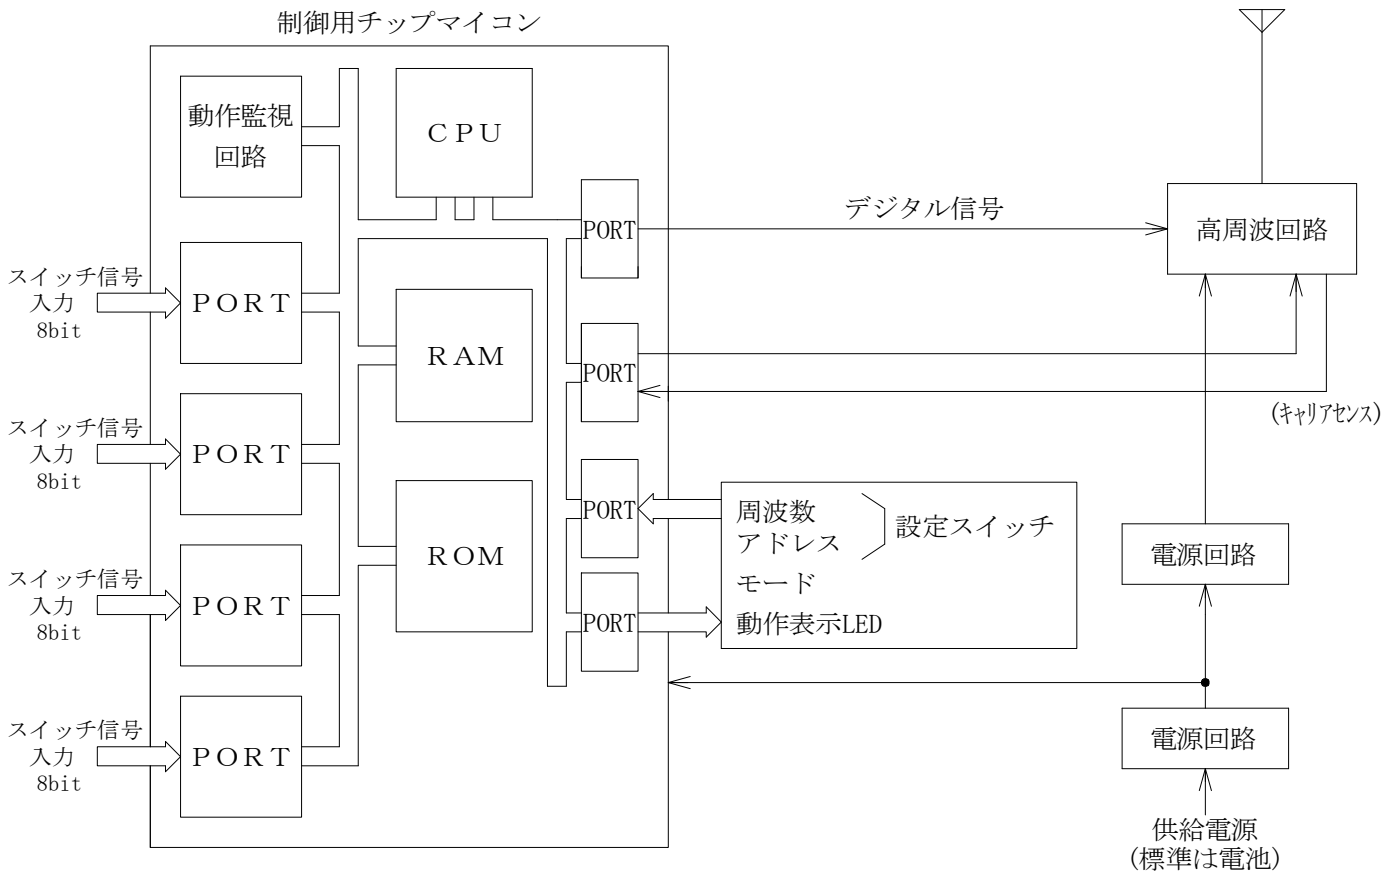 制御用チップマイコン
動作監視
回路
CPU
PORT
デジタル信号
高周波回路
スイッチ信号
入力
8bit
PORT
RAM
PORT
(キャリアセンス)
スイッチ信号
入力
8bit
PORT
ROM
PORT
周波数
アドレス
設定スイッチ
モード
動作表示LED
電源回路
スイッチ信号
入力
8bit
PORT
PORT
スイッチ信号
入力
8bit
PORT
電源回路
供給電源
(標準は電池)